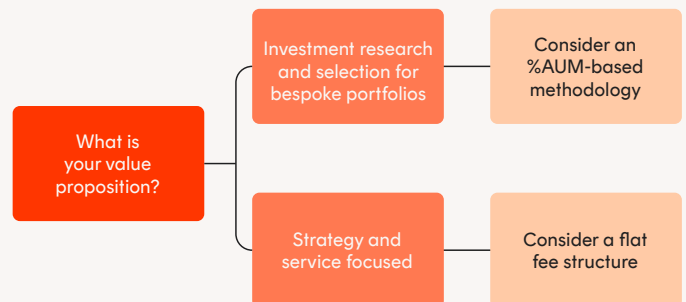 What is
your value
proposition?
Investment research
and selection for
bespoke portfolios
Consider an
%AUM-based
methodology
Strategy and
service focused
Consider a flat
fee structure